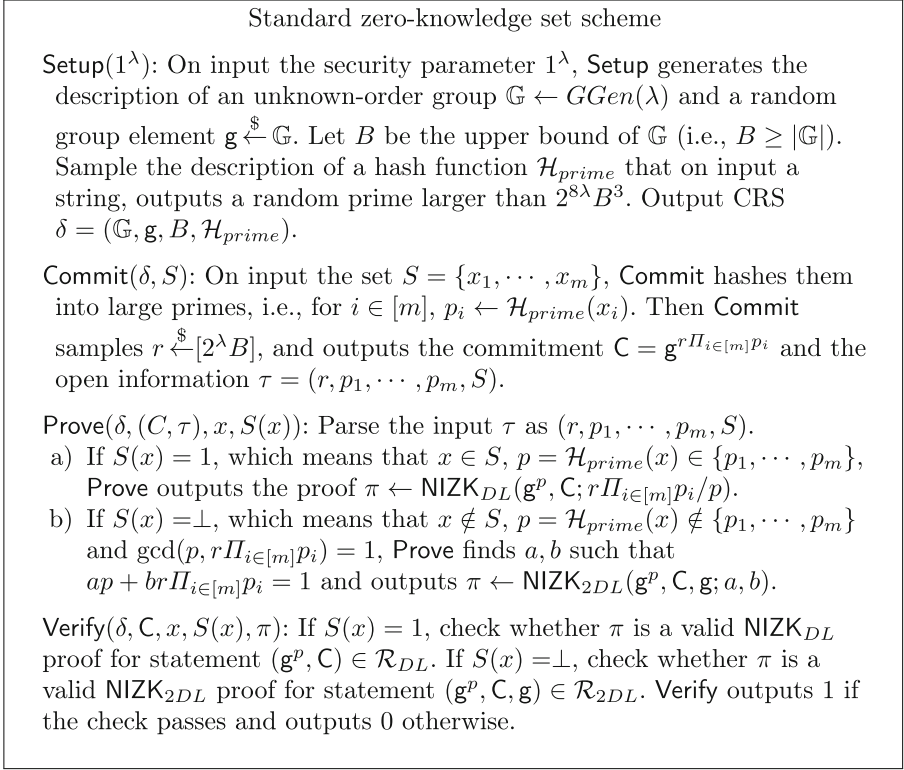 Standard zero-knowledge set scheme
Setup(1^λ): On input the security parameter 1^λ, Setup generates the
description of an unknown-order group 𝔾 ← GGen(λ) and a random
group element g ←$ 𝔾. Let B be the upper bound of 𝔾 (i.e., B ≥ |𝔾|).
Sample the description of a hash function ℋ_prime that on input a
string, outputs a random prime larger than 2^{8λ}B^3. Output CRS
δ = (𝔾, g, B, ℋ_prime).
Commit(δ, S): On input the set S = {x_1, ⋯ , x_m}, Commit hashes them
into large primes, i.e., for i ∈ [m], p_i ← ℋ_prime(x_i). Then Commit
samples r ←$ [2^λ B], and outputs the commitment C = g^{rΠ_{i∈[m]}p_i} and the
open information τ = (r, p_1, ⋯ , p_m, S).
Prove(δ, (C, τ), x, S(x)): Parse the input τ as (r, p_1, ⋯ , p_m, S).
a) If S(x) = 1, which means that x ∈ S, p = ℋ_prime(x) ∈ {p_1, ⋯ , p_m},
Prove outputs the proof π ← NIZK_DL(g^p, C; rΠ_{i∈[m]}p_i/p).
b) If S(x) =⊥, which means that x ∉ S, p = ℋ_prime(x) ∉ {p_1, ⋯ , p_m}
and gcd(p, rΠ_{i∈[m]}p_i) = 1, Prove finds a, b such that
ap + brΠ_{i∈[m]}p_i = 1 and outputs π ← NIZK_2DL(g^p, C, g; a, b).
Verify(δ, C, x, S(x), π): If S(x) = 1, check whether π is a valid NIZK_DL
proof for statement (g^p, C) ∈ ℛ_DL. If S(x) =⊥, check whether π is a
valid NIZK_2DL proof for statement (g^p, C, g) ∈ ℛ_2DL. Verify outputs 1 if
the check passes and outputs 0 otherwise.